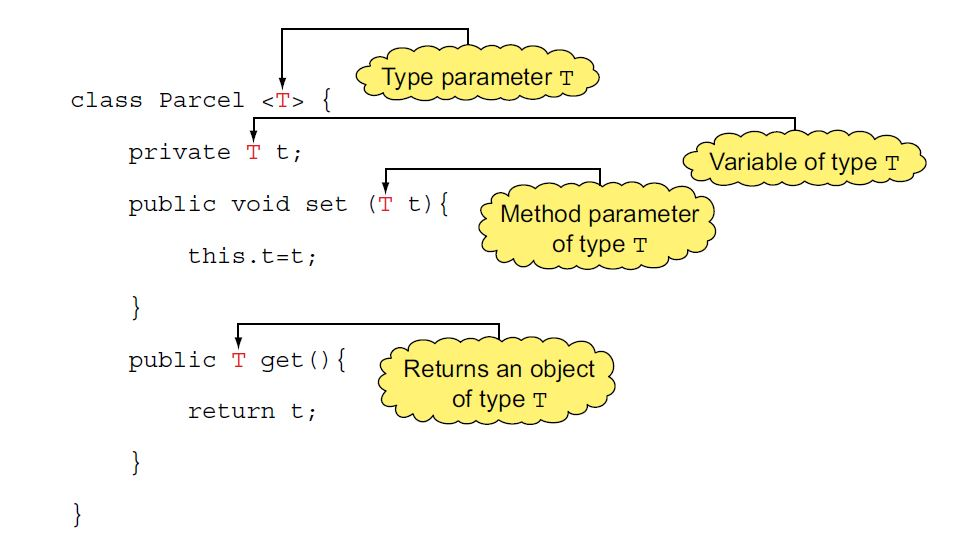 Type parameter T
class Parcel <T> {
private T t;
Variable of type T
public void set (T t){
Method parameter
of type T
this.t=t;
}
public T get(){
Returns an object
of type T
return t;
}
}